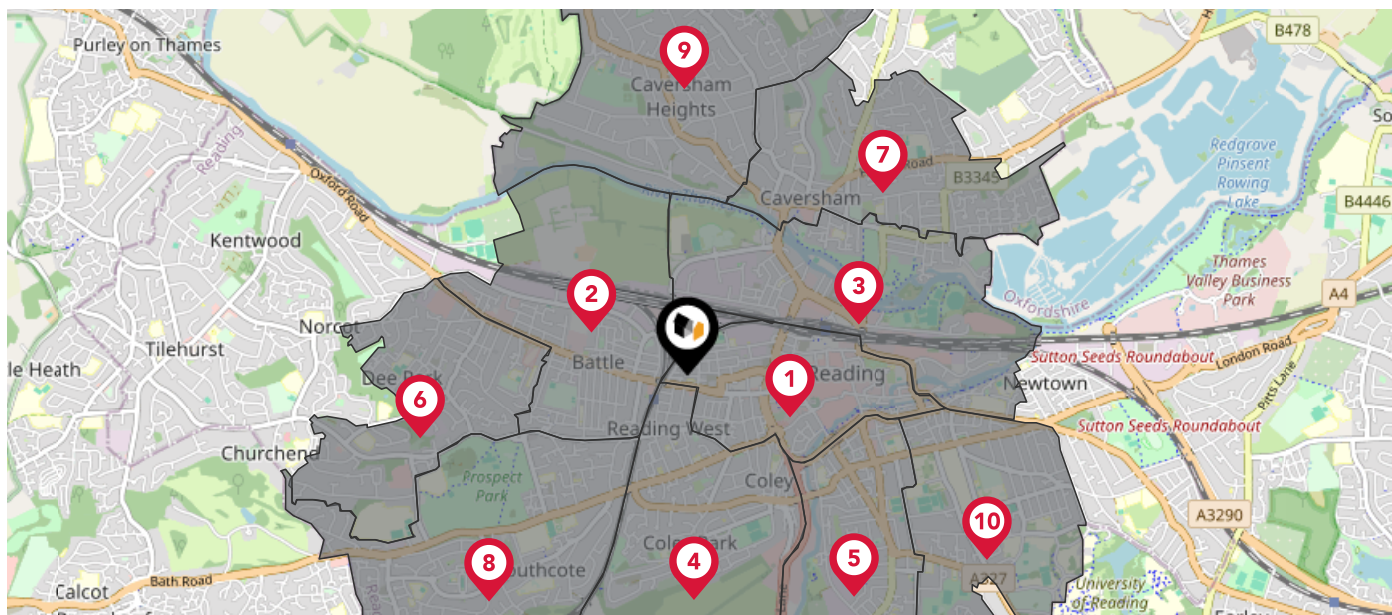 9
B478
Purley on Thames
Caversham
Heights
So
Reading
7
Road
B3345
Redgrave
Pinsent
Rowing
Lake
Oxford Road
Caversham
B4446
Kentwood
Thames
Valley Business
Park
2
3
Oxfordshire
A4
Norcot
Tilehurst
Battle
Sutton Seeds Roundabout
London Road
le Heath
Dee Park
1
Reading
Newtown
Pitts Lane
6
Reading West
Sutton Seeds Roundabout
Churchend
Prospect
Park
Coley
A3290
10
Coley Park
8
Southcote
4
5
A327
Bath Road
Calcot
University
of Reading